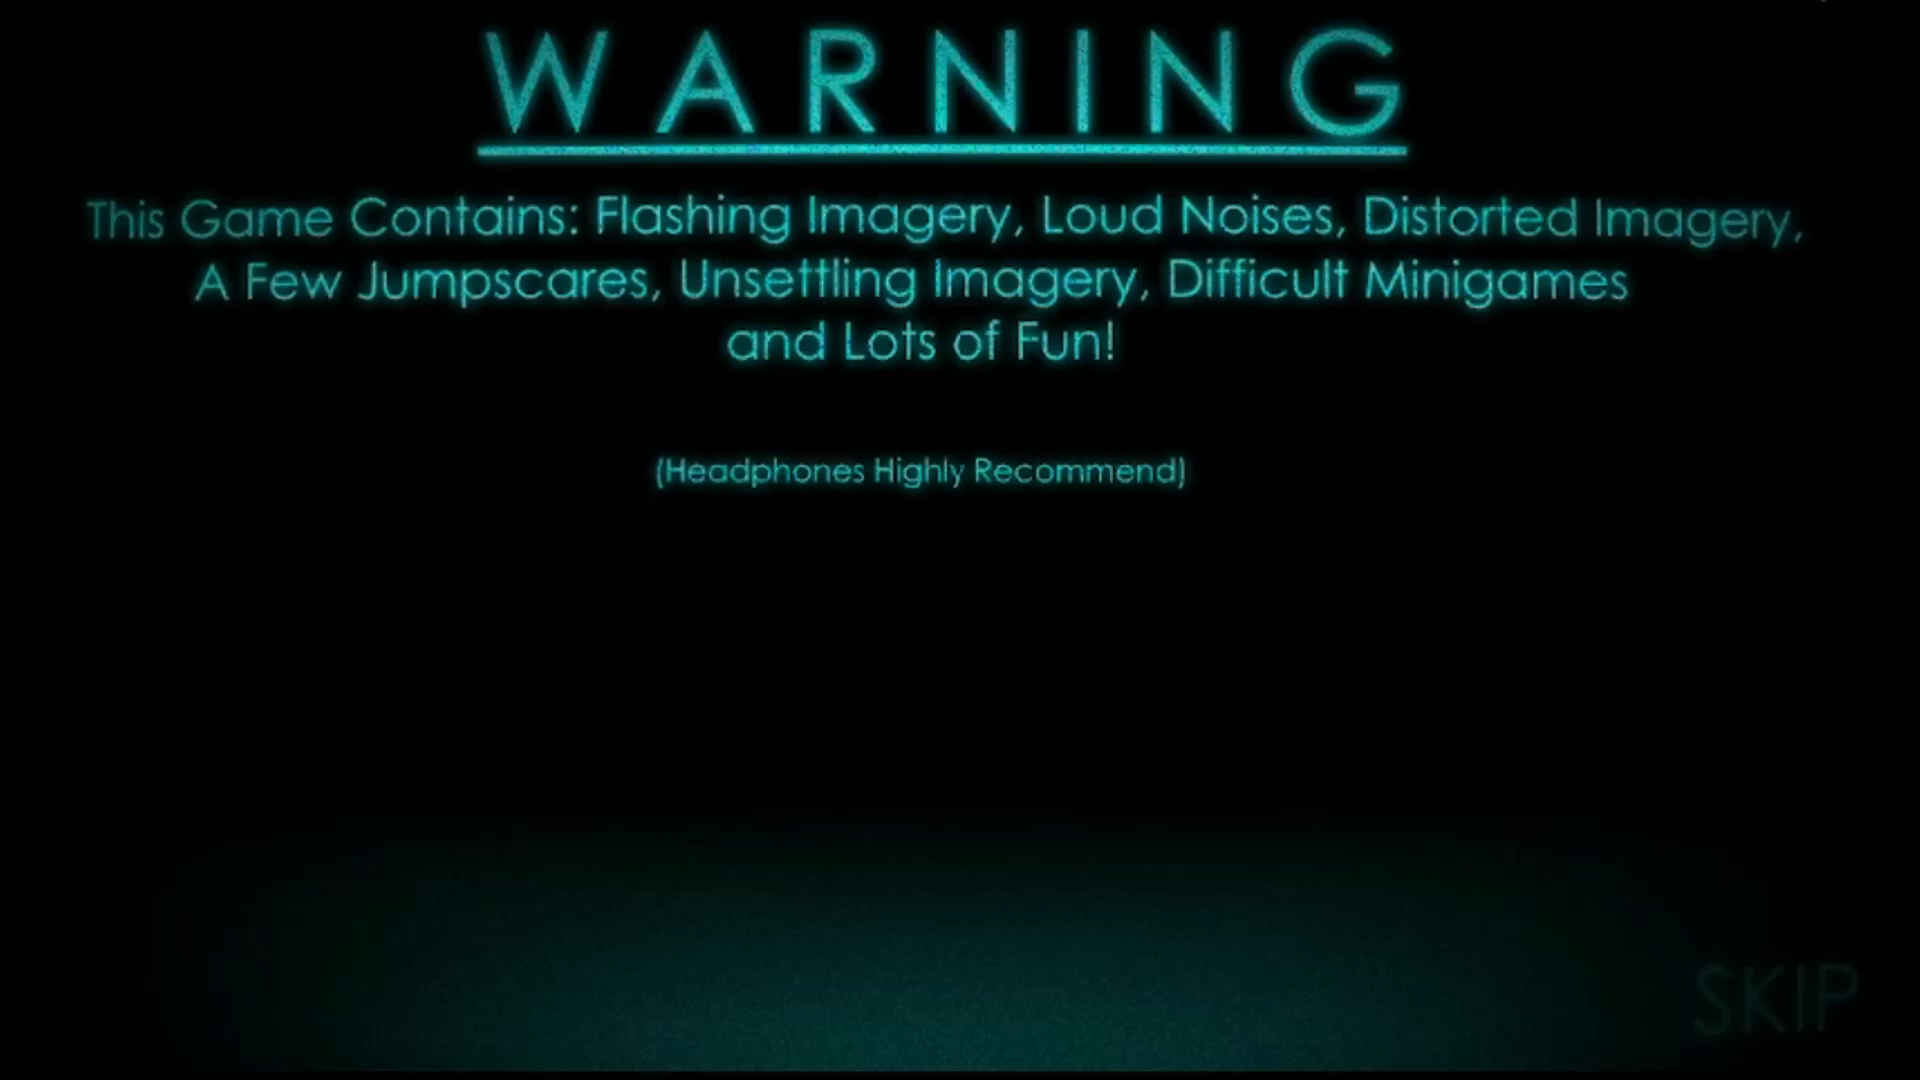 WARNING
This Game Contains: Flashing Imagery, Loud Noises, Distorted Imagery,
A Few Jumpscares, Unsettling Imagery, Difficult Minigames
and Lots of Fun!
(Headphones Highly Recommend)
SKIP